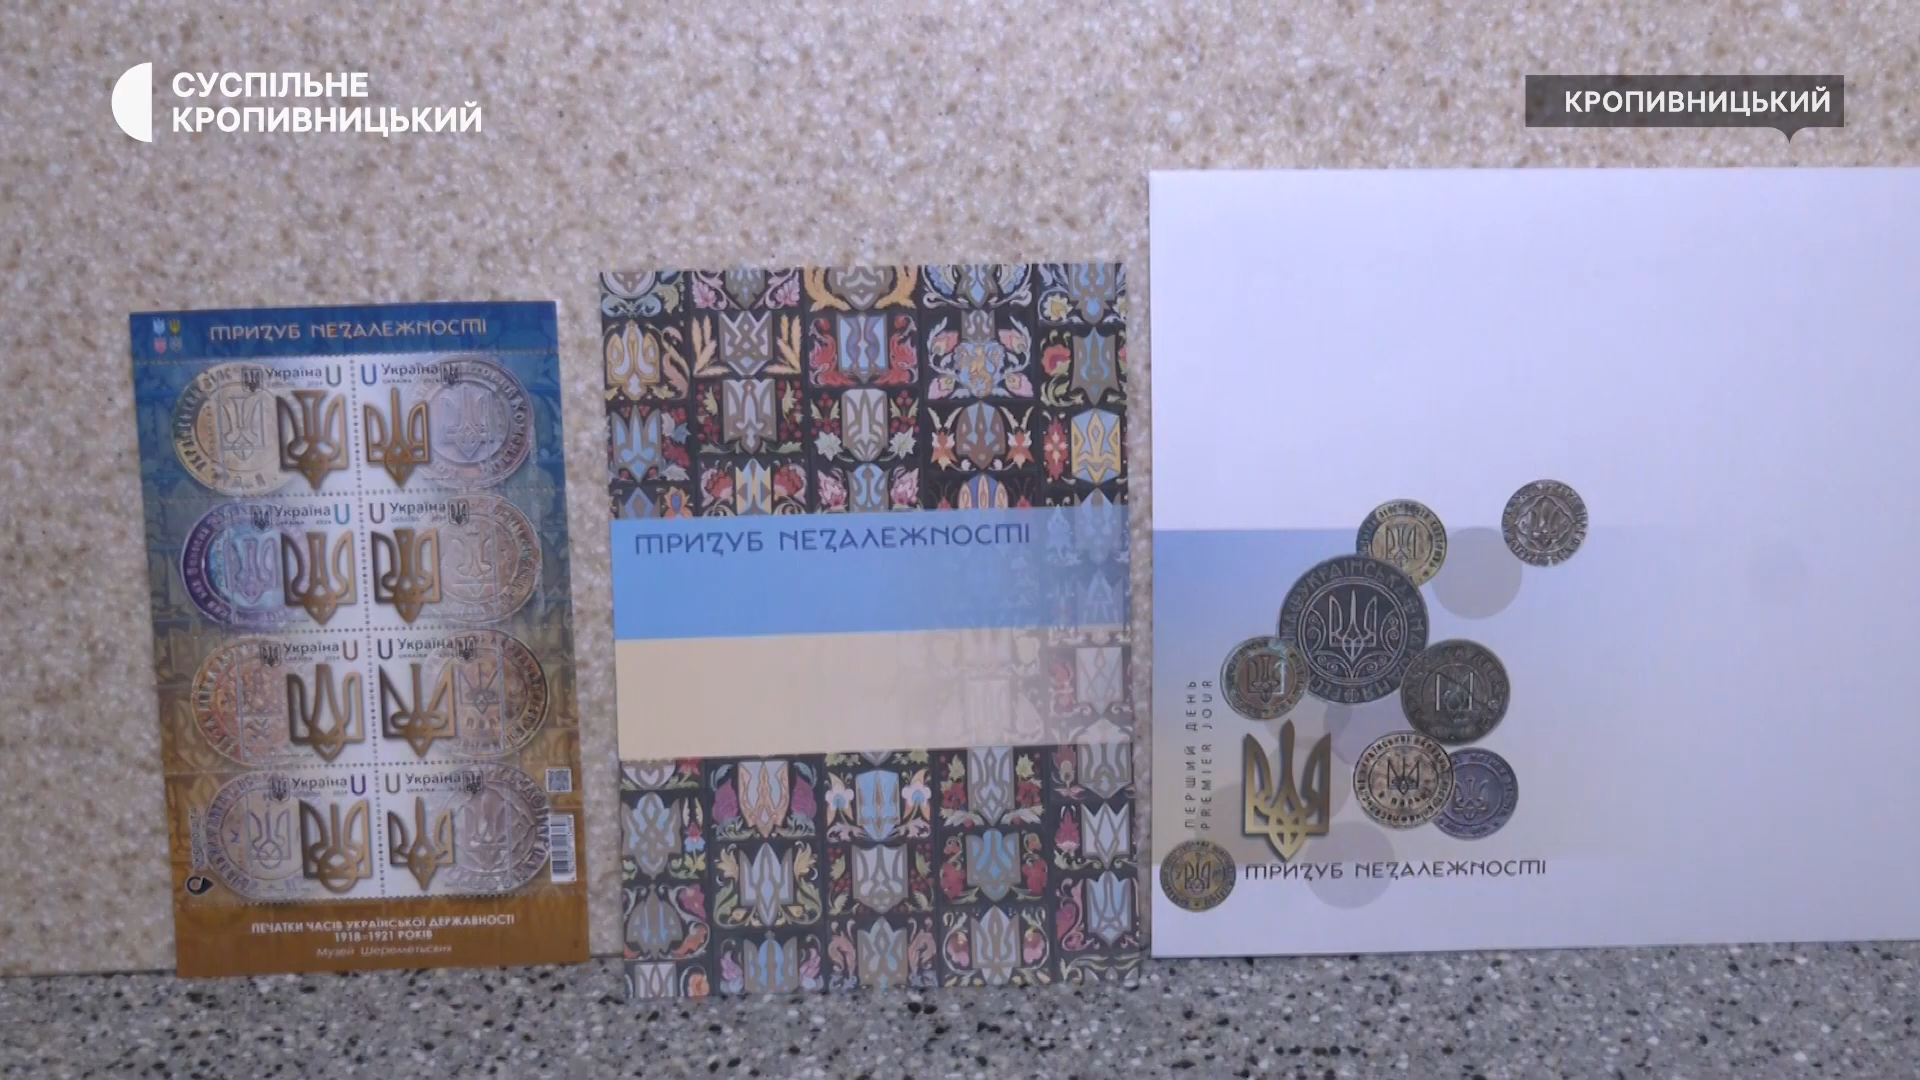 СУСПІЛЬНЕ
КРОПИВНИЦЬКИЙ
КРОПИВНИЦЬКИЙ
ТРИЗУБ НЕЗАЛЕЖНОСТІ
Україна U
U Україна
Україна U
U Україна
Україна U
U Україна
Україна U
U Україна
ПЕЧАТКИ ЧАСІВ УКРАЇНСЬКОЇ ДЕРЖАВНОСТІ
1918-1921 РОКІВ
Музей Шереметьєвих
ТРИЗУБ НЕЗАЛЕЖНОСТІ
ПЕРШИЙ ДЕНЬ
PREMIER JOUR
ТРИЗУБ НЕЗАЛЕЖНОСТІ